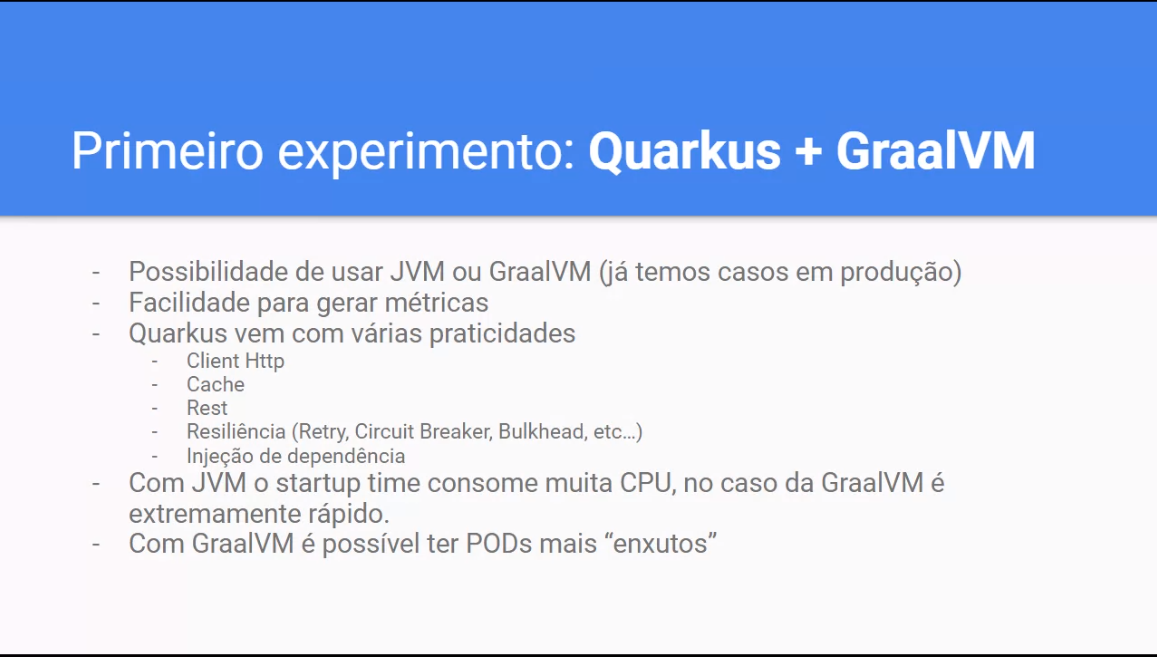 Primeiro experimento: Quarkus + GraalVM
- Possibilidade de usar JVM ou GraalVM (já temos casos em produção)
- Facilidade para gerar métricas
- Quarkus vem com várias praticidades
- Client Http
- Cache
- Rest
- Resiliência (Retry, Circuit Breaker, Bulkhead, etc...)
- Injeção de dependência
- Com JVM o startup time consome muita CPU, no caso da GraalVM é
extremamente rápido.
- Com GraalVM é possível ter PODs mais “enxutos”